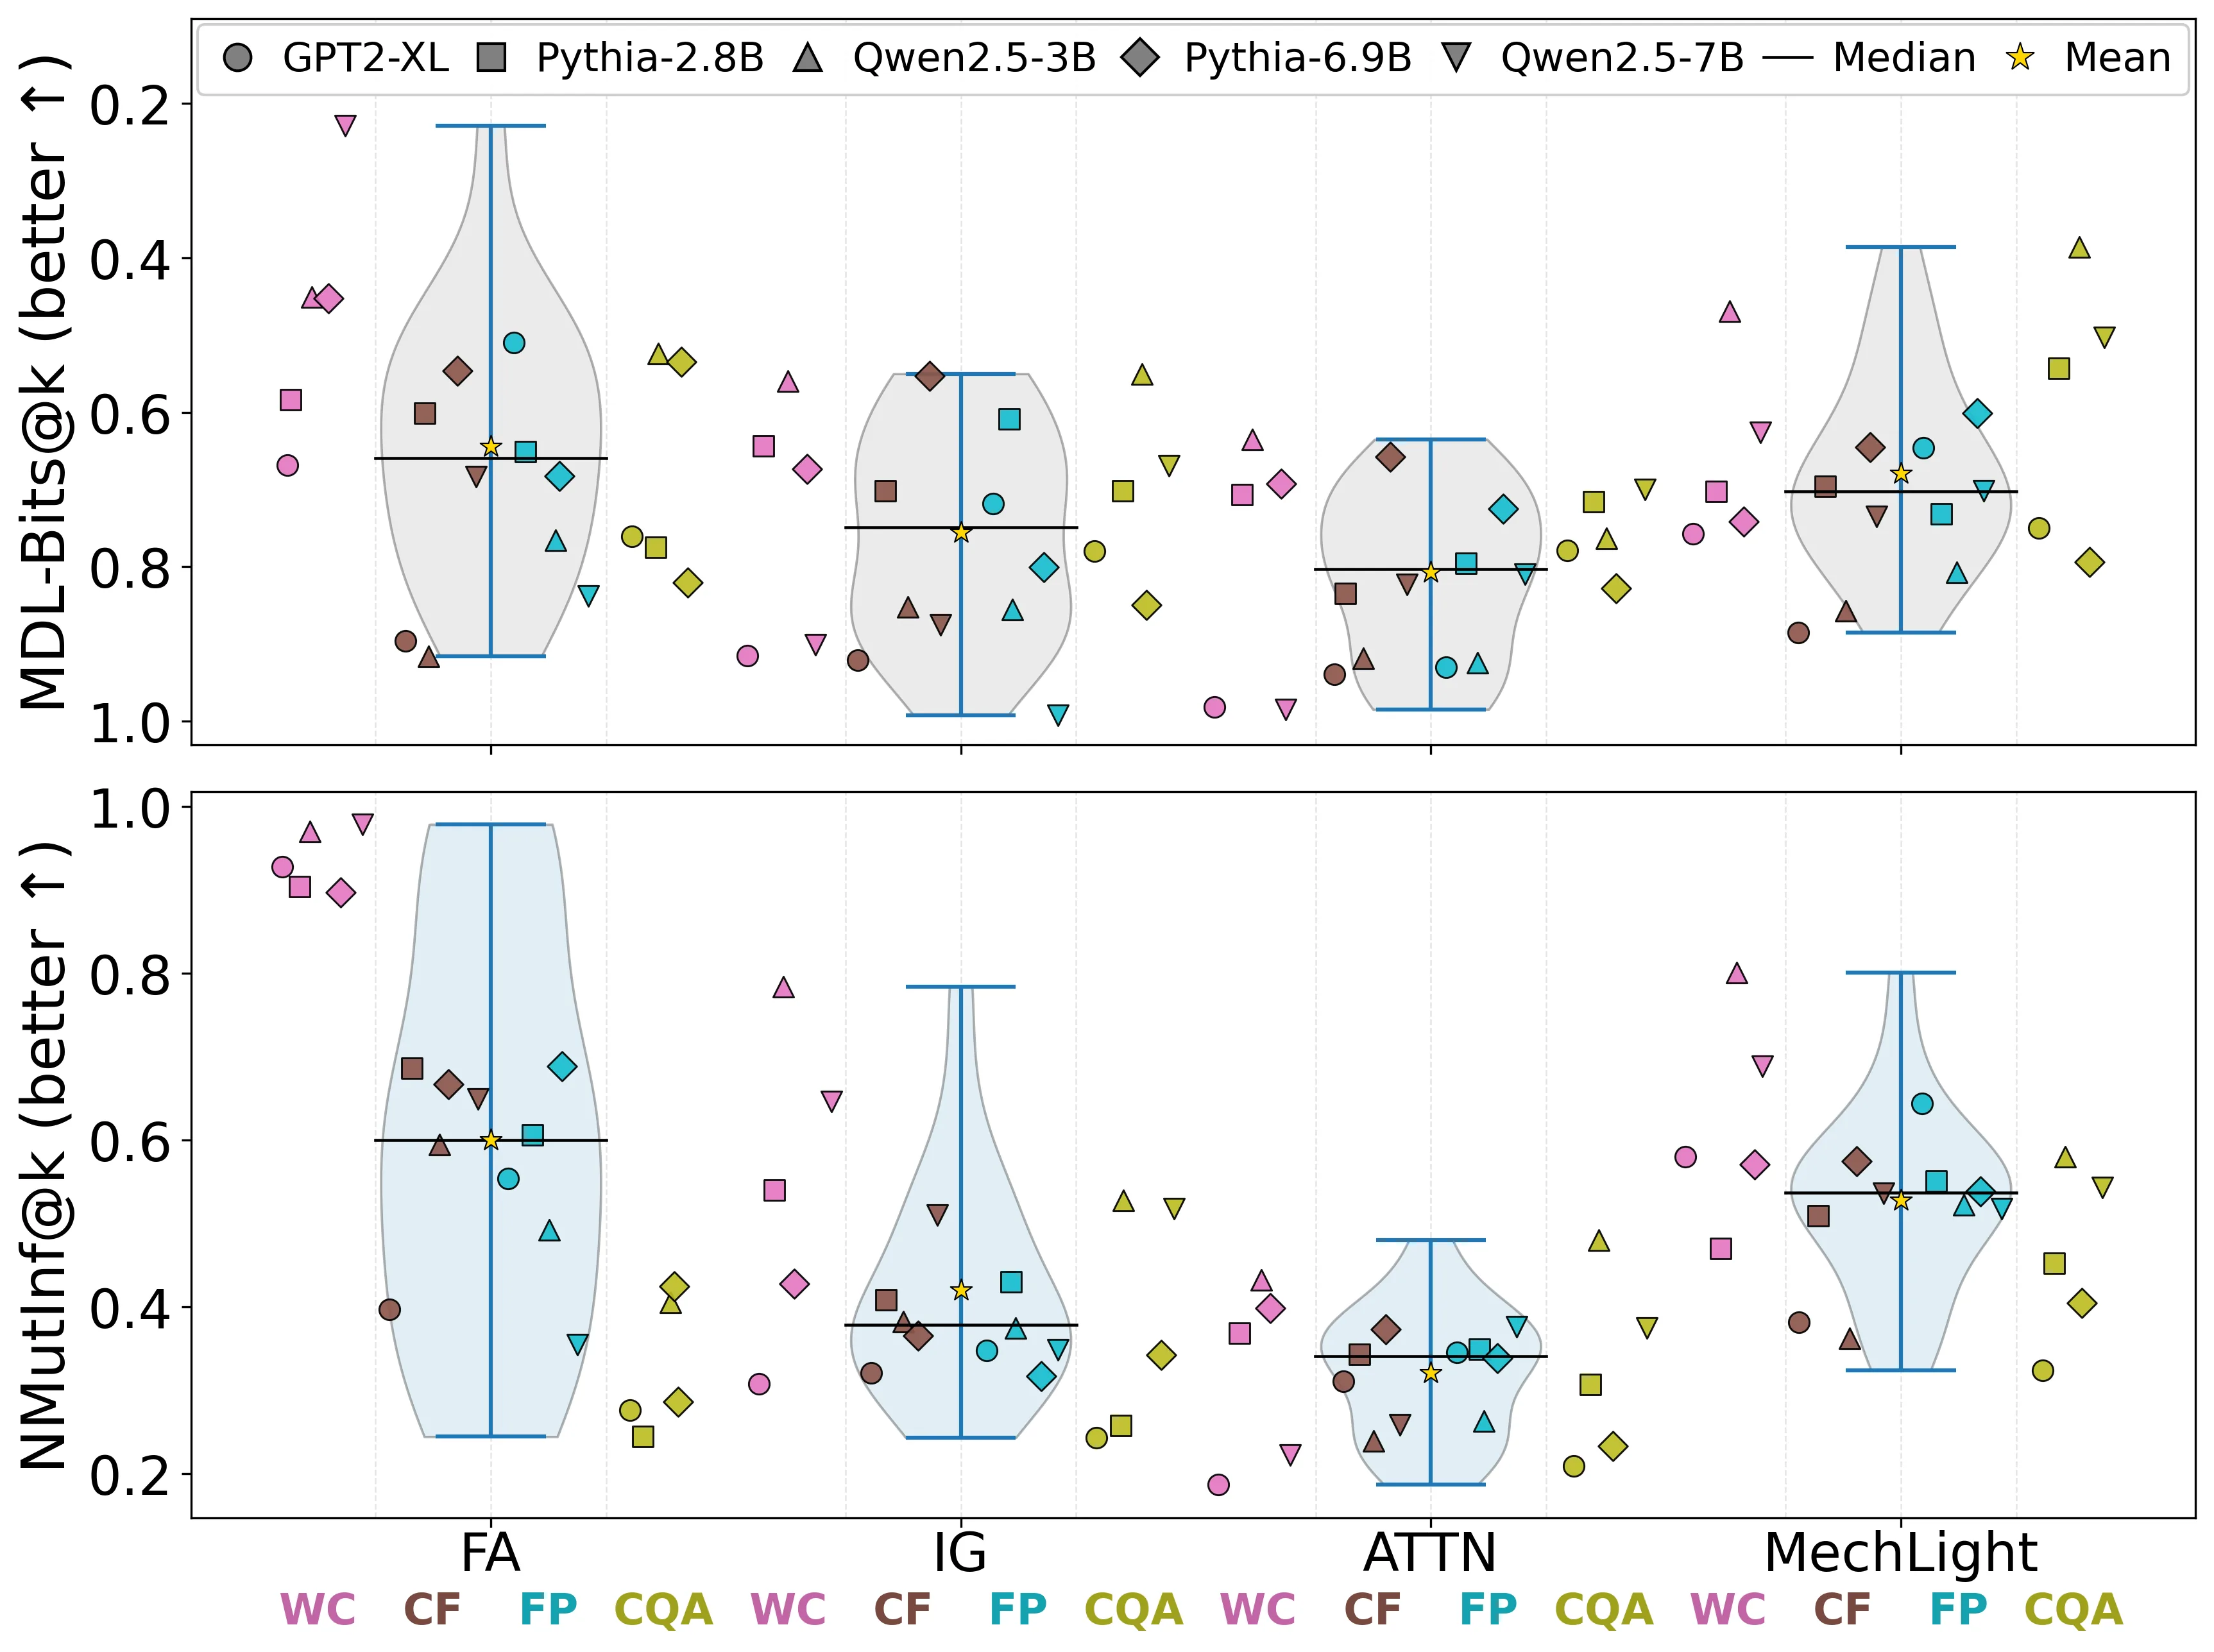 GPT2-XL Pythia-2.8B Qwen2.5-3B Pythia-6.9B Qwen2.5-7B Median Mean
MDL-Bits@k (better ↑)
0.2
0.4
0.6
0.8
1.0
NMutInf@k (better ↑)
1.0
0.8
0.6
0.4
0.2
FA IG ATTN MechLight
WC CF FP CQA WC CF FP CQA WC CF FP CQA WC CF FP CQA